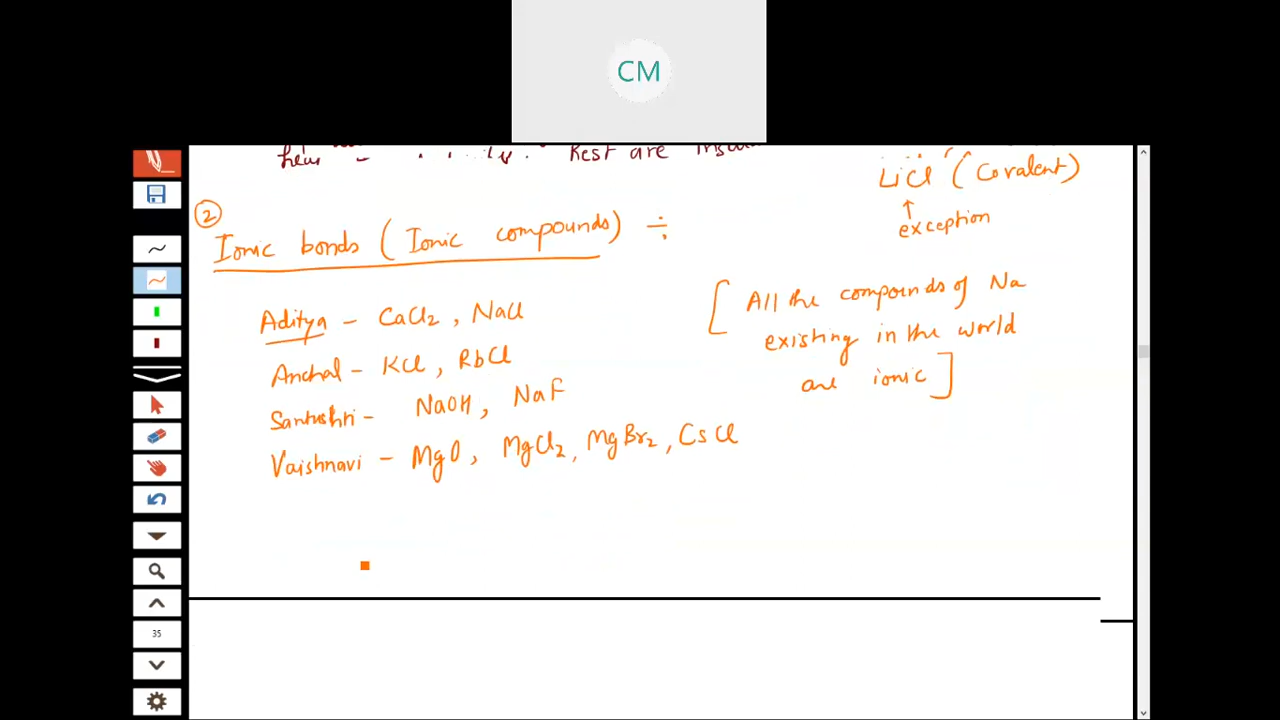 CM
Rest are
LiCl (Covalent)
↑
exception
② Ionic bonds (Ionic compounds) ÷
Aditya - CaCl2, NaCl
Anchal - KCl, RbCl
Santushti - NaOH, NaF
Vaishnavi - MgO, MgCl2, MgBr2, CsCl
[ All the compounds of Na
existing in the world
are ionic ]
35